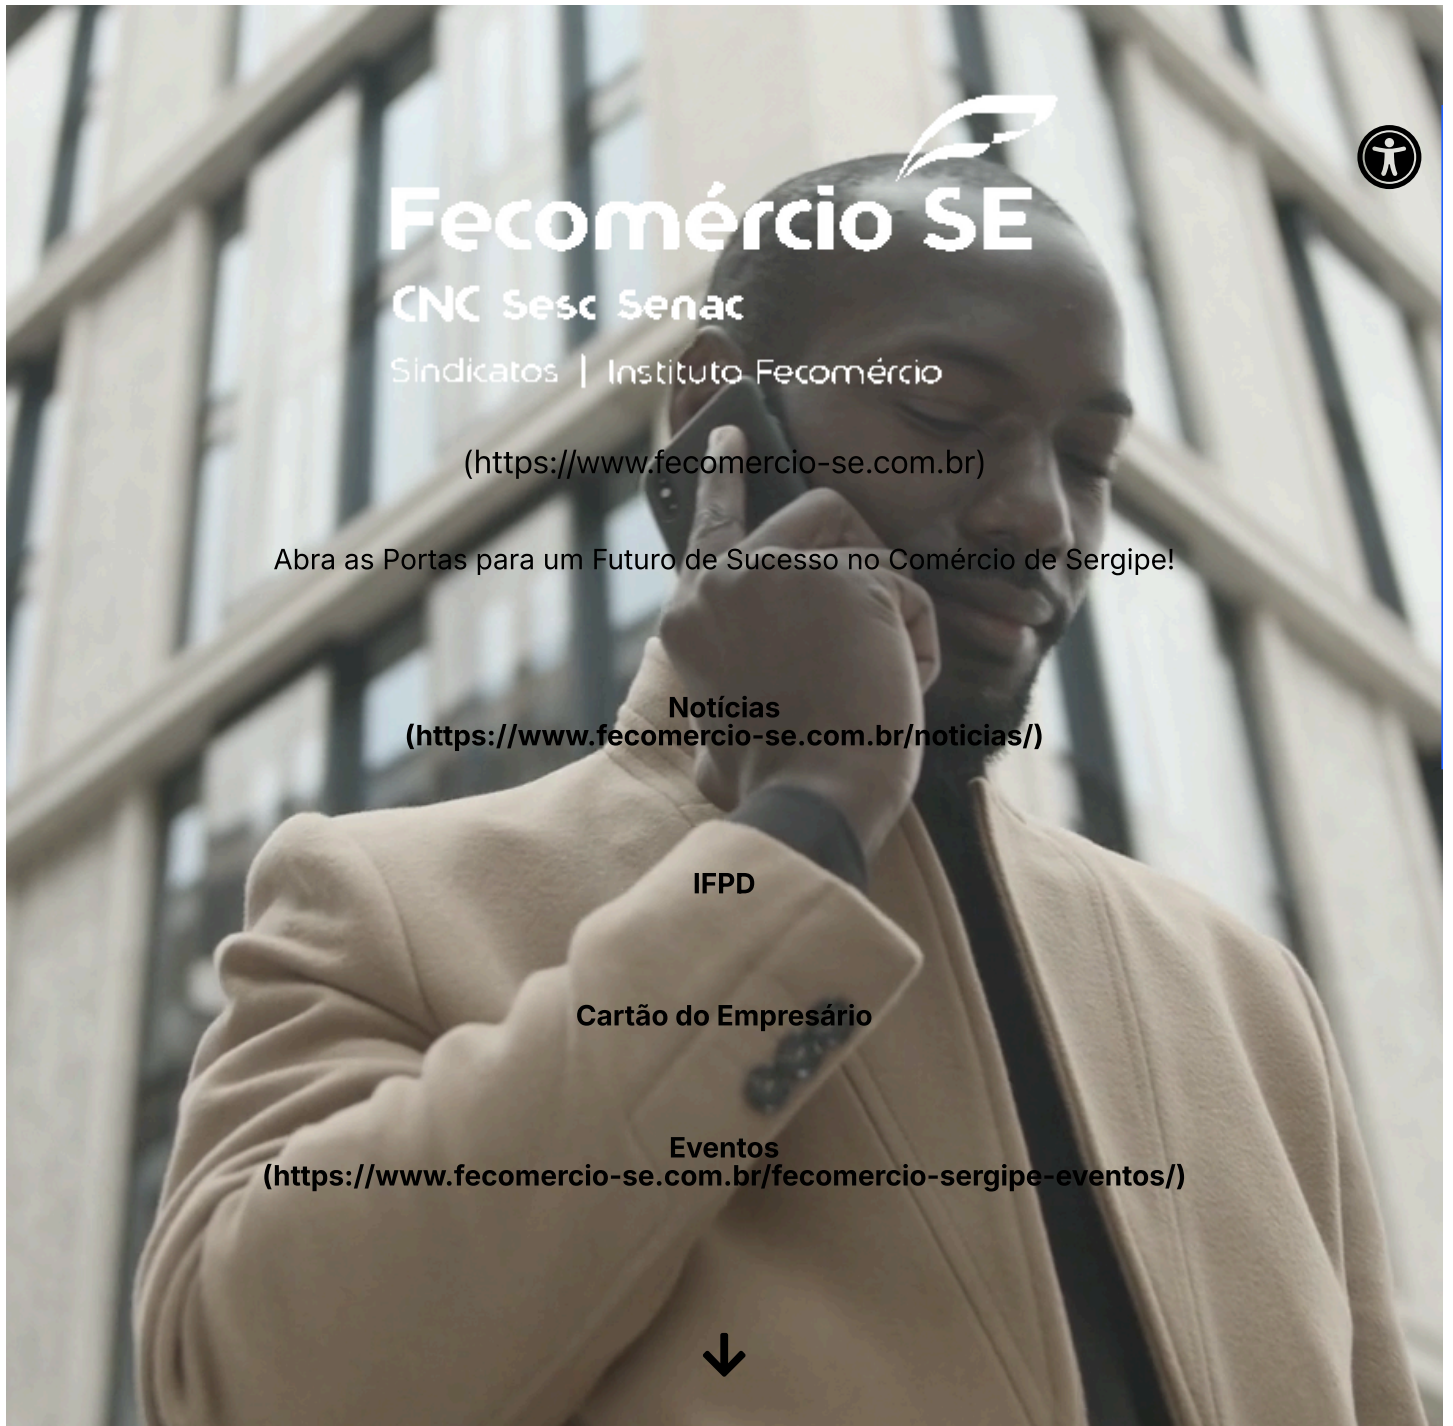 Fecomércio SE
CNC Sesc Senac
Sindicatos | Instituto Fecomércio
(https://www.fecomercio-se.com.br)
Abra as Portas para um Futuro de Sucesso no Comércio de Sergipe!
Notícias
(https://www.fecomercio-se.com.br/noticias/)
IFPD
Cartão do Empresário
Eventos
(https://www.fecomercio-se.com.br/fecomercio-sergipe-eventos/)